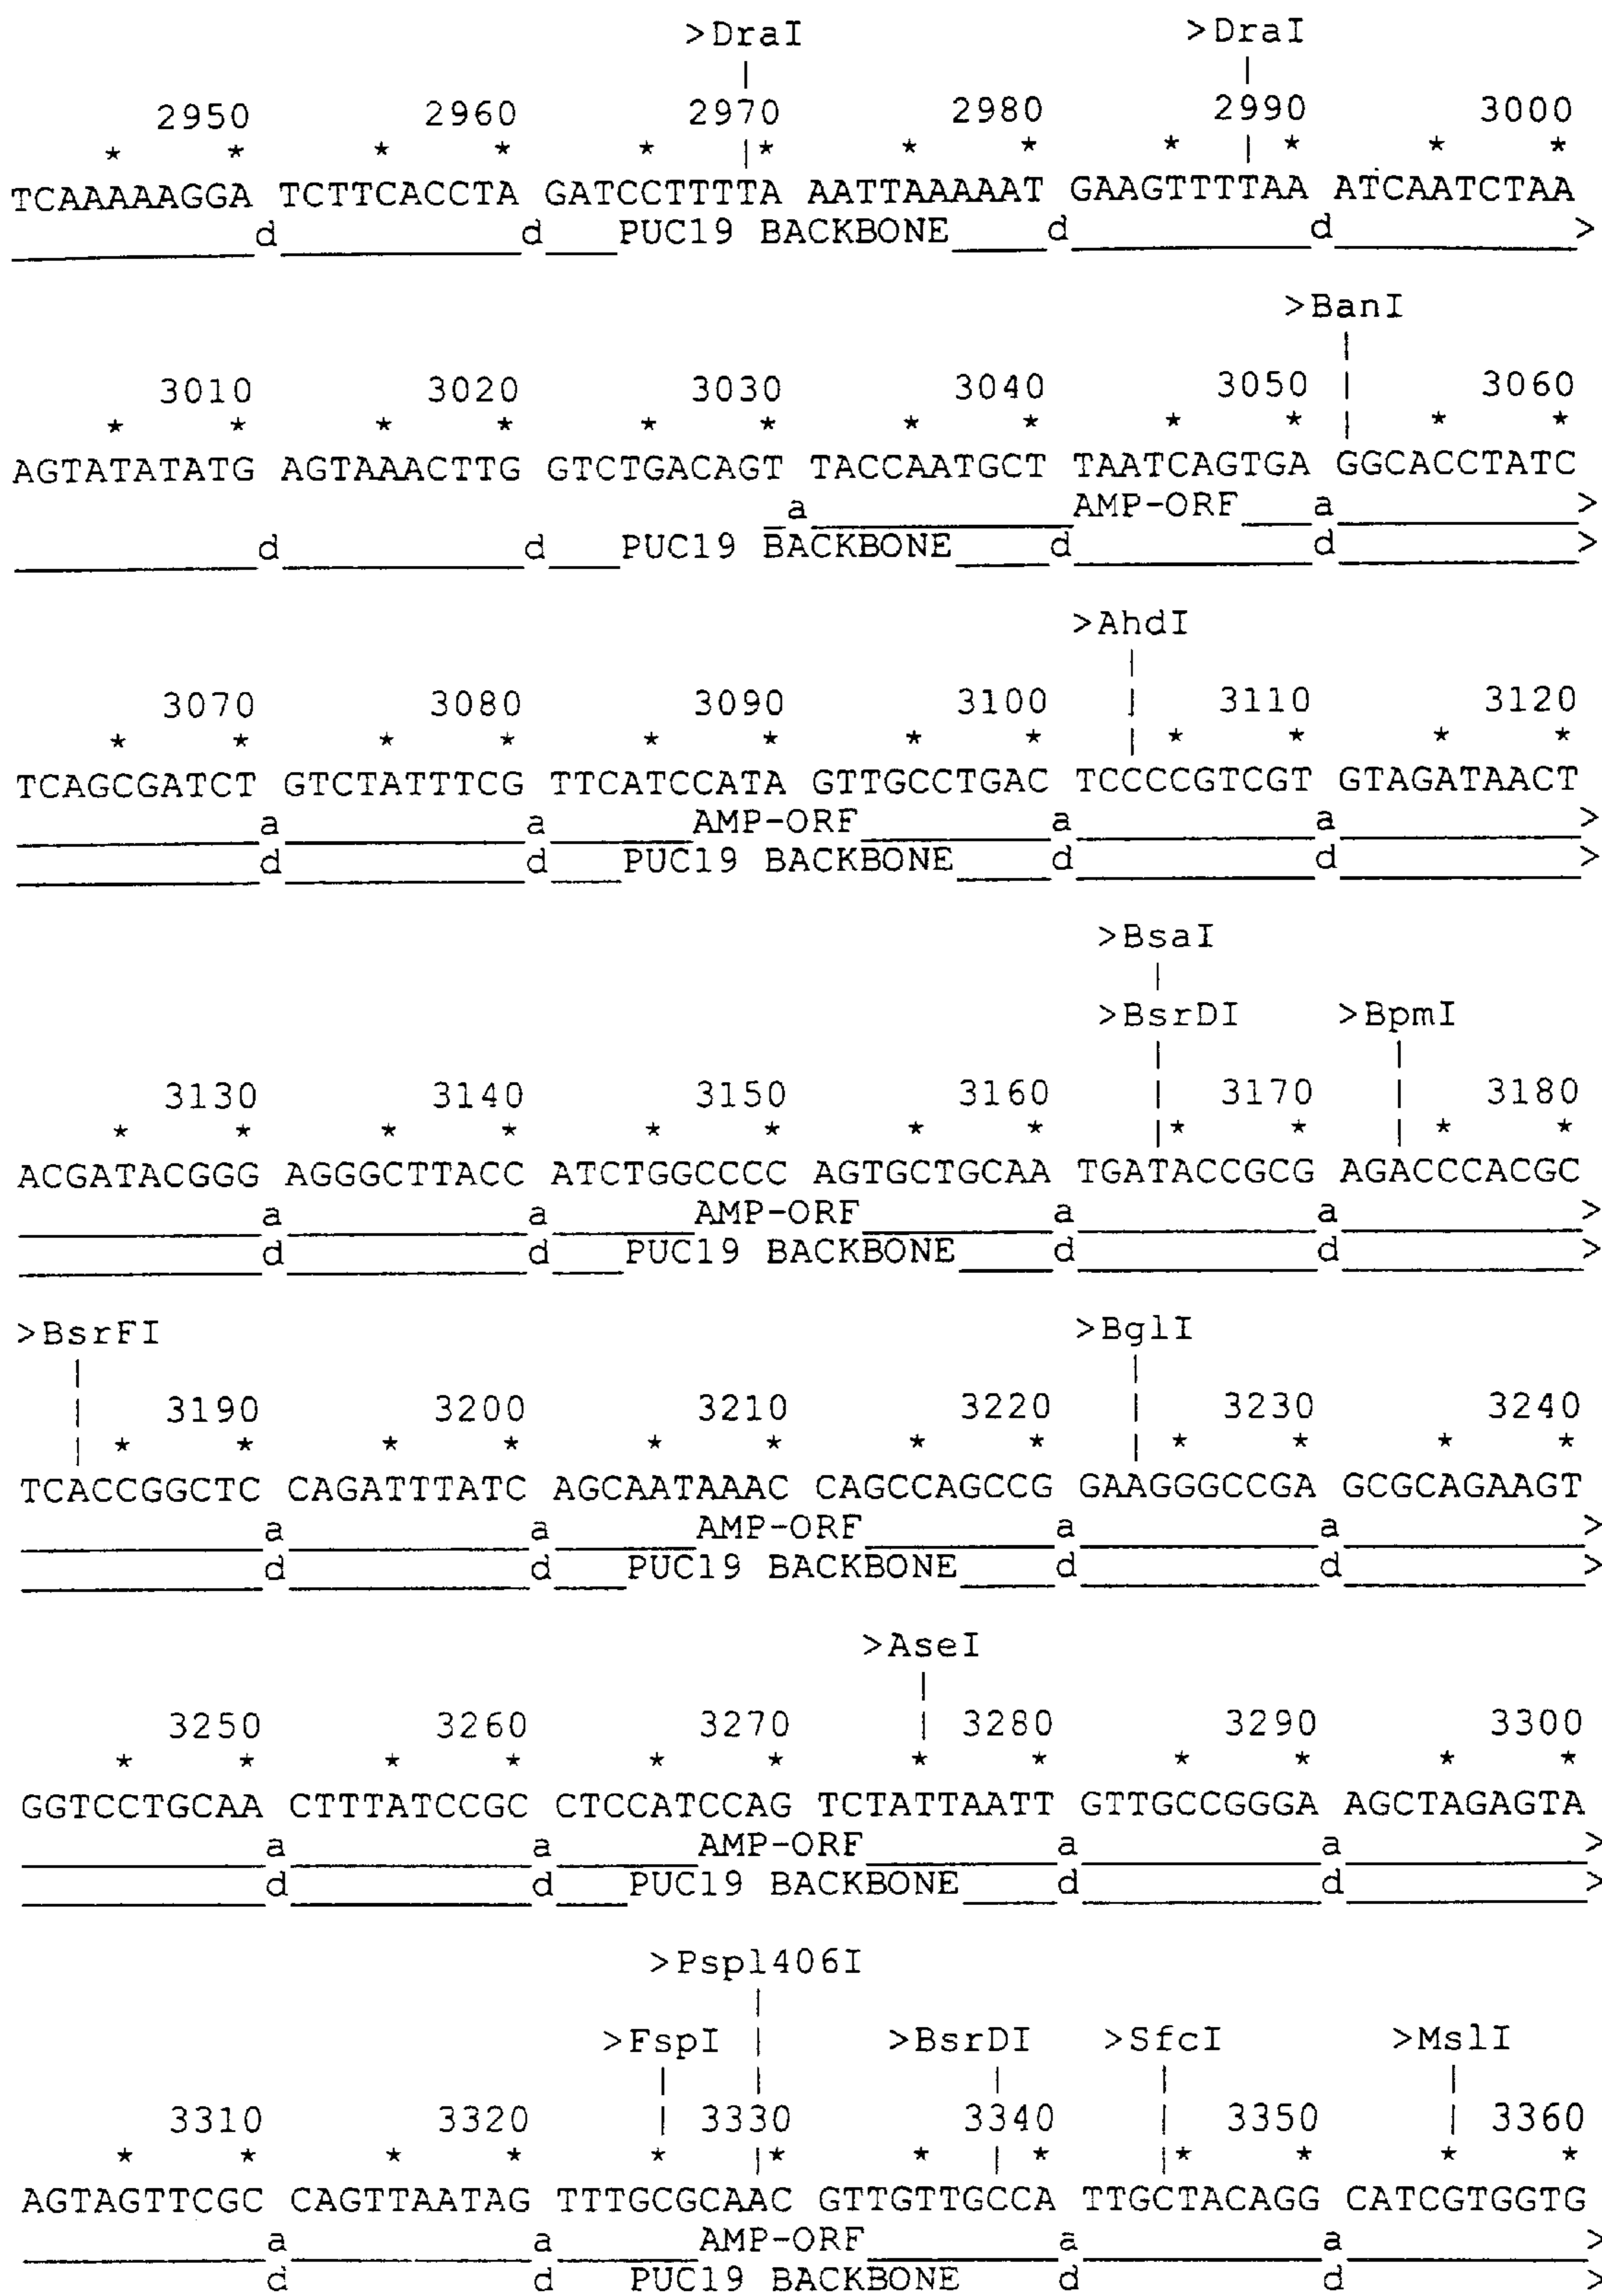 >DraI >DraI
2950 2960 2970 2980 2990 3000
* * * * * * * * * * * *
TCAAAAAGGA TCTTCACCTA GATCCTTTTA AATTAAAAAT GAAGTTTTAA ATCAATCTAA
d d PUC19 BACKBONE d d >
>BanI
3010 3020 3030 3040 3050 3060
* * * * * * * * * * * *
AGTATATATG AGTAAACTTG GTCTGACAGT TACCAATGCT TAATCAGTGA GGCACCTATC
a AMP-ORF a >
d d PUC19 BACKBONE d d >
>AhdI
3070 3080 3090 3100 3110 3120
* * * * * * * * * * * *
TCAGCGATCT GTCTATTTCG TTCATCCATA GTTGCCTGAC TCCCCGTCGT GTAGATAACT
a a AMP-ORF a a >
d d PUC19 BACKBONE d d >
>BsaI
>BsrDI >BpmI
3130 3140 3150 3160 3170 3180
* * * * * * * * * * * *
ACGATACGGG AGGGCTTACC ATCTGGCCCC AGTGCTGCAA TGATACCGCG AGACCCACGC
a a AMP-ORF a a >
d d PUC19 BACKBONE d d >
>BsrFI >BglI
3190 3200 3210 3220 3230 3240
* * * * * * * * * * * *
TCACCGGCTC CAGATTTATC AGCAATAAAC CAGCCAGCCG GAAGGGCCGA GCGCAGAAGT
a a AMP-ORF a a >
d d PUC19 BACKBONE d d >
>AseI
3250 3260 3270 3280 3290 3300
* * * * * * * * * * * *
GGTCCTGCAA CTTTATCCGC CTCCATCCAG TCTATTAATT GTTGCCGGGA AGCTAGAGTA
a a AMP-ORF a a >
d d PUC19 BACKBONE d d >
>Psp1406I
>FspI >BsrDI >SfcI >MslI
3310 3320 3330 3340 3350 3360
* * * * * * * * * * * *
AGTAGTTCGC CAGTTAATAG TTTGCGCAAC GTTGTTGCCA TTGCTACAGG CATCGTGGTG
a a AMP-ORF a a >
d d PUC19 BACKBONE d d >